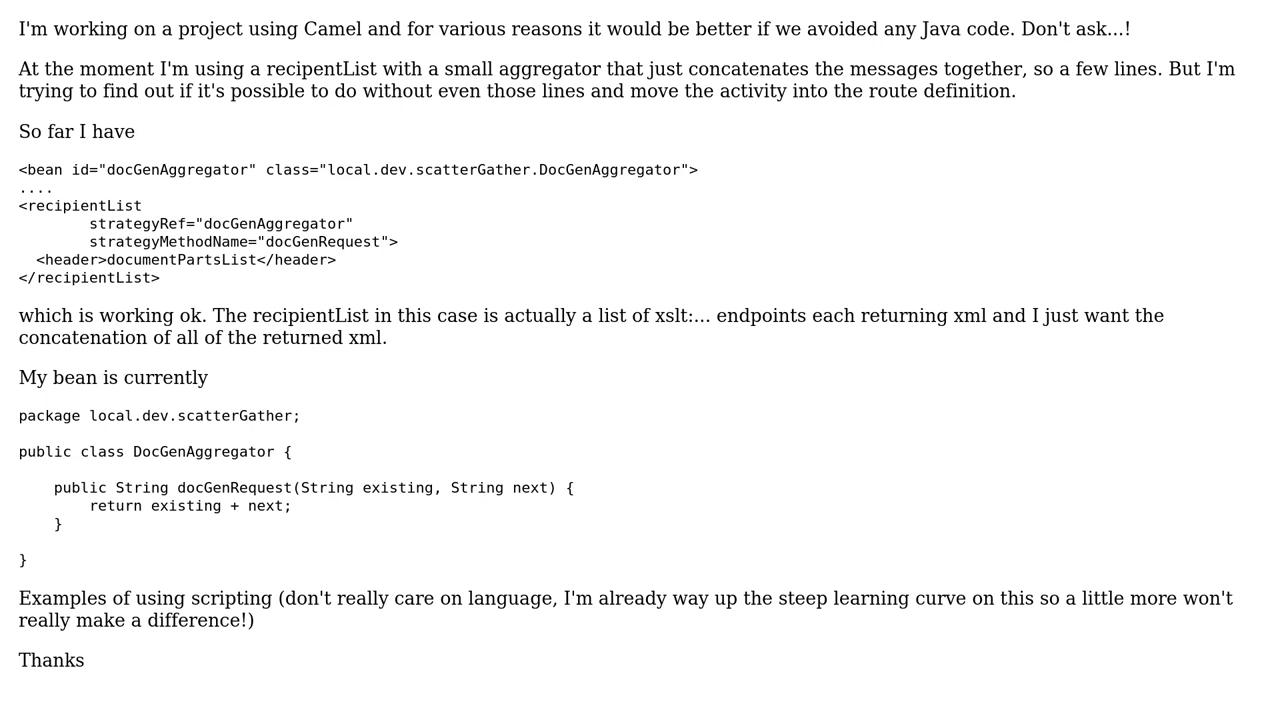 I'm working on a project using Camel and for various reasons it would be better if we avoided any Java code. Don't ask...!
At the moment I'm using a recipentList with a small aggregator that just concatenates the messages together, so a few lines. But I'm
trying to find out if it's possible to do without even those lines and move the activity into the route definition.
So far I have
<bean id="docGenAggregator" class="local.dev.scatterGather.DocGenAggregator">
....
<recipientList
        strategyRef="docGenAggregator"
        strategyMethodName="docGenRequest">
  <header>documentPartsList</header>
</recipientList>
which is working ok. The recipientList in this case is actually a list of xslt:... endpoints each returning xml and I just want the
concatenation of all of the returned xml.
My bean is currently
package local.dev.scatterGather;
public class DocGenAggregator {
    public String docGenRequest(String existing, String next) {
        return existing + next;
    }
}
Examples of using scripting (don't really care on language, I'm already way up the steep learning curve on this so a little more won't
really make a difference!)
Thanks